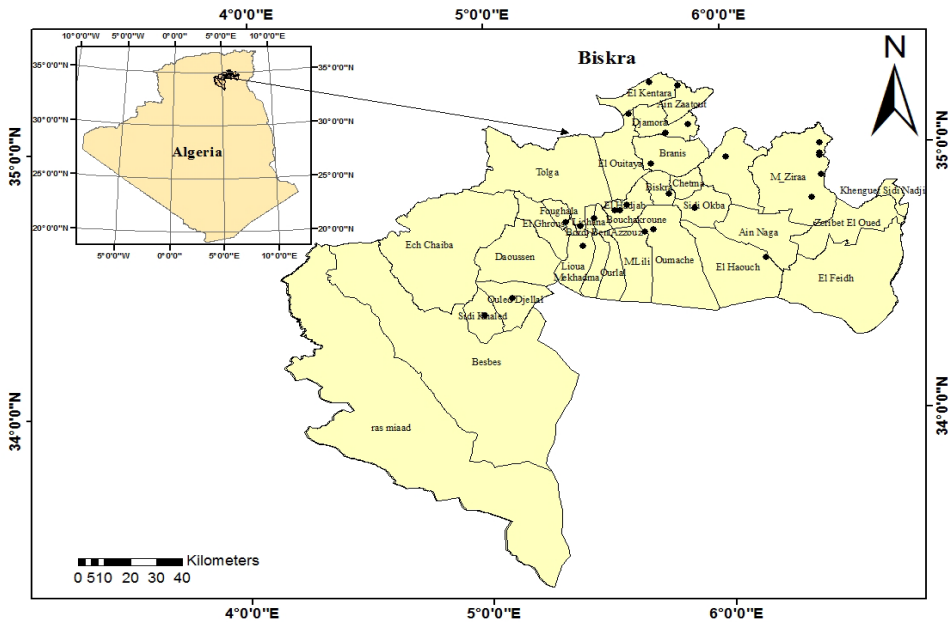 4°0'0"E 5°0'0"E 6°0'0"E
10°0'0"W 5°0'0"W 0°0'0" 5°0'0"E 10°0'0"E
35°0'0"N 35°0'0"N
30°0'0"N 30°0'0"N
25°0'0"N 25°0'0"N
20°0'0"N 20°0'0"N
5°0'0"W 0°0'0" 5°0'0"E 10°0'0"E
Algeria
Biskra
N
35°0'0"N 35°0'0"N
El Kentara
Ain Zaatout
Djamora
Branis
El Ouitaya
Tolga
Chetma
Biskra
M_Ziraa
Khenguet Sidi Nadji
Sidi Okba
El Hadjab
Foughala
Lichana
Bouchakroune
El Ghrous
Bordj Ben Azzouz
Zeribet El Oued
Ain Naga
Ech Chaiba
Daoussen
Lioua
Mekhadma
Ourlal
MLili
Oumache
El Haouch
El Feidh
Ouled Djellal
Sidi Khaled
Besbes
ras miaad
34°0'0"N 34°0'0"N
Kilometers
0 5 10 20 30 40
4°0'0"E 5°0'0"E 6°0'0"E